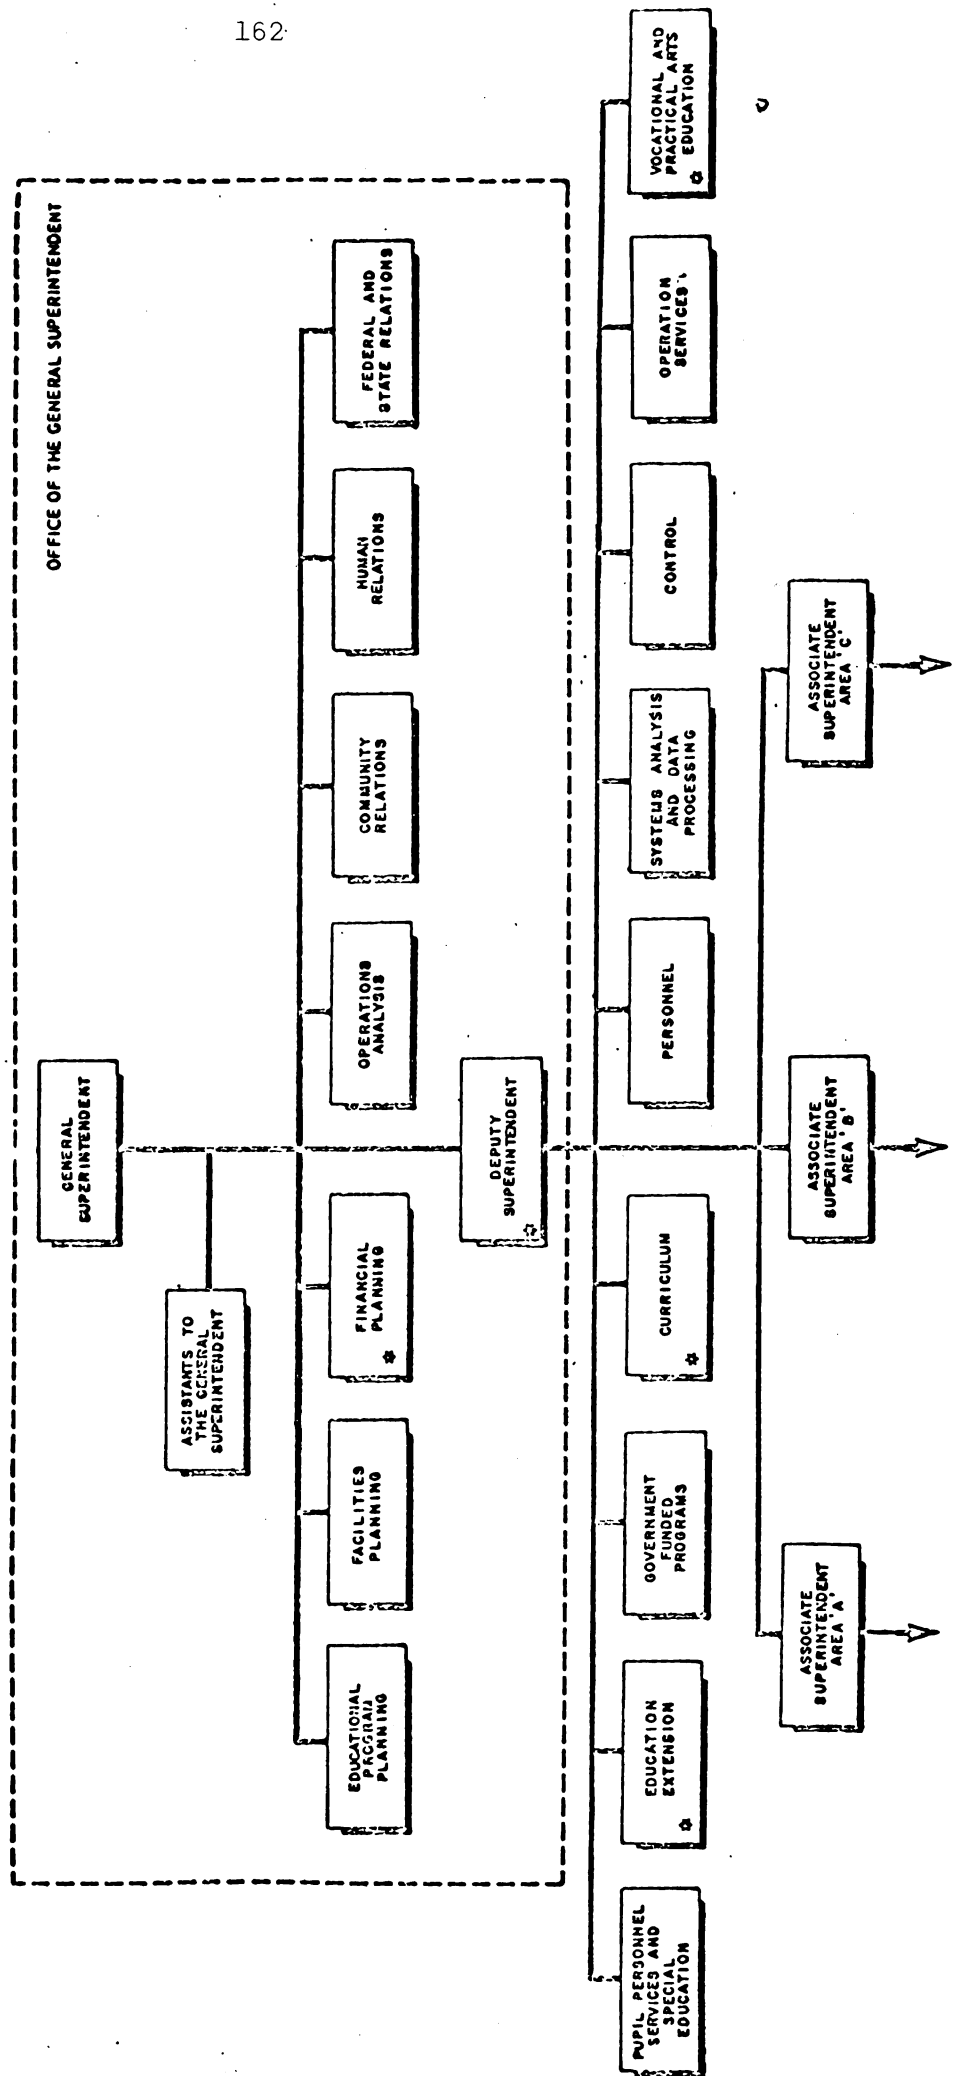 162
OFFICE OF THE GENERAL SUPERINTENDENT
GENERAL
SUPERINTENDENT
ASSISTANTS TO
THE GENERAL
SUPERINTENDENT
EDUCATIONAL
PROGRAM
PLANNING
FACILITIES
PLANNING
FINANCIAL
PLANNING
OPERATIONS
ANALYSIS
COMMUNITY
RELATIONS
HUMAN
RELATIONS
FEDERAL AND
STATE RELATIONS
DEPUTY
SUPERINTENDENT
PUPIL PERSONNEL
SERVICES AND
SPECIAL
EDUCATION
EDUCATION
EXTENSION
GOVERNMENT
FUNDED
PROGRAMS
CURRICULUM
PERSONNEL
SYSTEMS ANALYSIS
AND DATA
PROCESSING
CONTROL
OPERATION
SERVICES
VOCATIONAL AND
PRACTICAL ARTS
EDUCATION
ASSOCIATE
SUPERINTENDENT
AREA 'A'
ASSOCIATE
SUPERINTENDENT
AREA 'B'
ASSOCIATE
SUPERINTENDENT
AREA 'C'